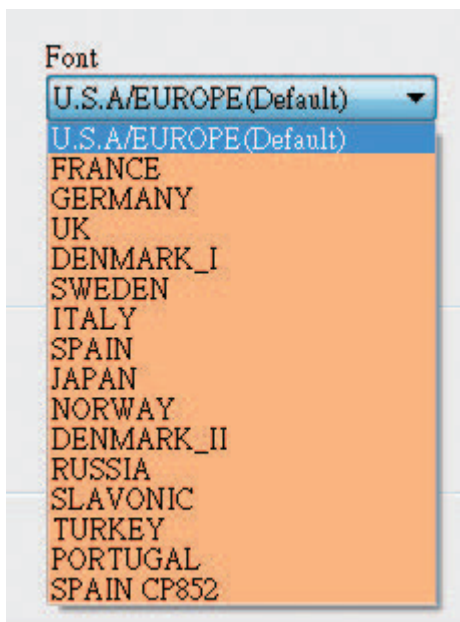 Font
U.S.A/EUROPE(Default)
U.S.A/EUROPE(Default)
FRANCE
GERMANY
UK
DENMARK_I
SWEDEN
ITALY
SPAIN
JAPAN
NORWAY
DENMARK_II
RUSSIA
SLAVONIC
TURKEY
PORTUGAL
SPAIN CP852